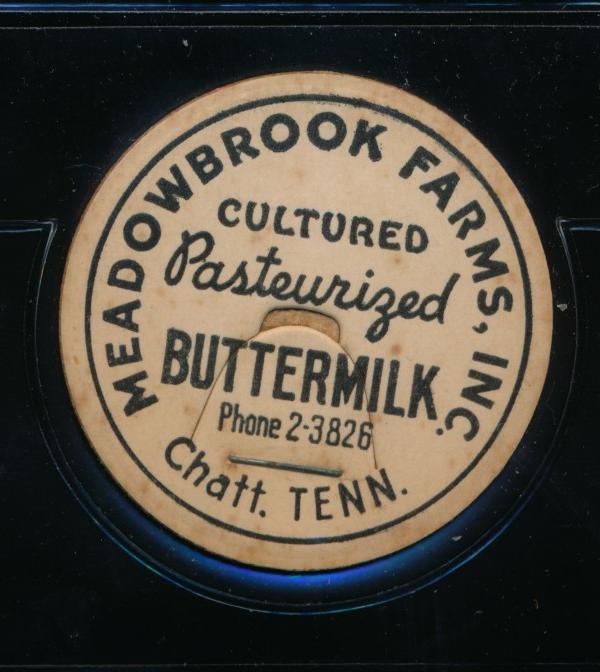 MEADOWBROOK FARMS, INC.
CULTURED
Pasteurized
BUTTERMILK
Phone 2-3826
Chatt. TENN.